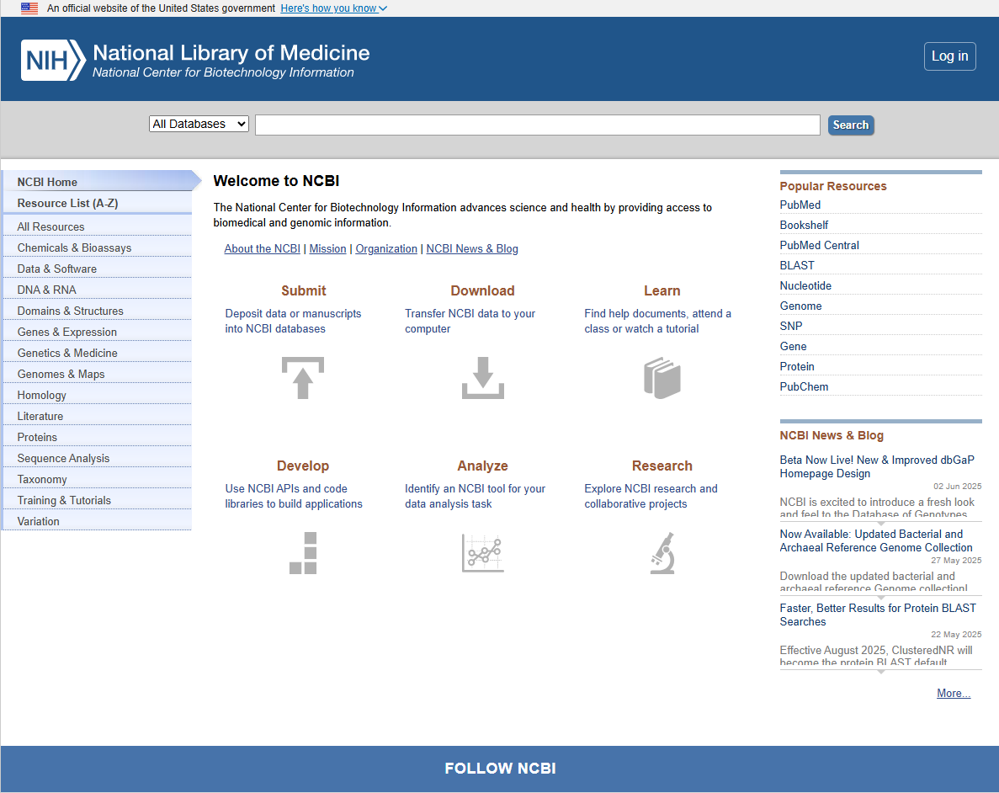 An official website of the United States government Here's how you know
NIH National Library of Medicine
National Center for Biotechnology Information
Log in
All Databases
Search
NCBI Home
Resource List (A-Z)
All Resources
Chemicals & Bioassays
Data & Software
DNA & RNA
Domains & Structures
Genes & Expression
Genetics & Medicine
Genomes & Maps
Homology
Literature
Proteins
Sequence Analysis
Taxonomy
Training & Tutorials
Variation
Welcome to NCBI
The National Center for Biotechnology Information advances science and health by providing access to
biomedical and genomic information.
About the NCBI | Mission | Organization | NCBI News & Blog
Submit
Deposit data or manuscripts
into NCBI databases
Download
Transfer NCBI data to your
computer
Learn
Find help documents, attend a
class or watch a tutorial
Develop
Use NCBI APIs and code
libraries to build applications
Analyze
Identify an NCBI tool for your
data analysis task
Research
Explore NCBI research and
collaborative projects
Popular Resources
PubMed
Bookshelf
PubMed Central
BLAST
Nucleotide
Genome
SNP
Gene
Protein
PubChem
NCBI News & Blog
Beta Now Live! New & Improved dbGaP
Homepage Design
02 Jun 2025
NCBI is excited to introduce a fresh look
and feel to the Database of Genotypes
Now Available: Updated Bacterial and
Archaeal Reference Genome Collection
27 May 2025
Download the updated bacterial and
archaeal reference Genome collection!
Faster, Better Results for Protein BLAST
Searches
22 May 2025
Effective August 2025, ClusteredNR will
become the protein BLAST default
More...
FOLLOW NCBI